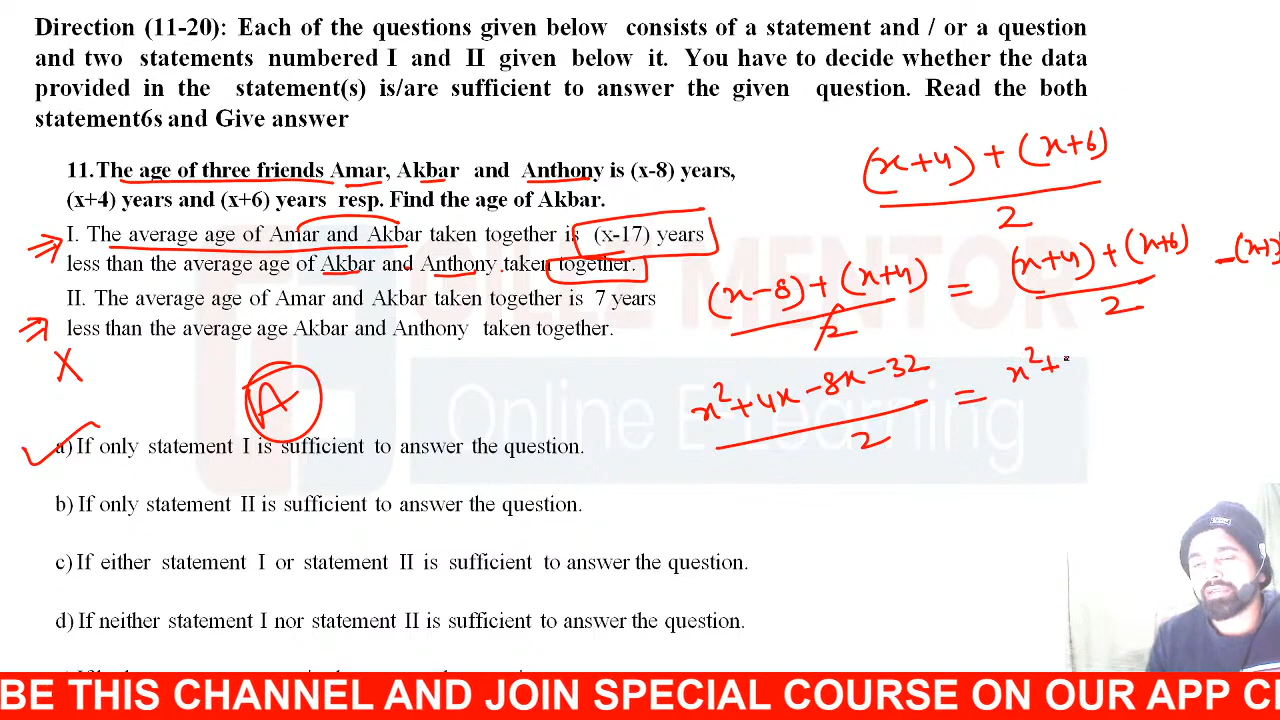 Direction (11-20): Each of the questions given below consists of a statement and / or a question
and two statements numbered I and II given below it. You have to decide whether the data
provided in the statement(s) is/are sufficient to answer the given question. Read the both
statement6s and Give answer
11.The age of three friends Amar, Akbar and Anthony is (x-8) years,
(x+4) years and (x+6) years resp. Find the age of Akbar.
I. The average age of Amar and Akbar taken together is (x-17) years
less than the average age of Akbar and Anthony taken together.
II. The average age of Amar and Akbar taken together is 7 years
less than the average age Akbar and Anthony taken together.
X
A
a) If only statement I is sufficient to answer the question.
b) If only statement II is sufficient to answer the question.
c) If either statement I or statement II is sufficient to answer the question.
d) If neither statement I nor statement II is sufficient to answer the question.
(x+4) + (x+6)
2
(x-8) + (x+4) = (x+4) + (x+6)
2 2
x²+4x-8x-32 = x²+
2
Online E Learning
BE THIS CHANNEL AND JOIN SPECIAL COURSE ON OUR APP